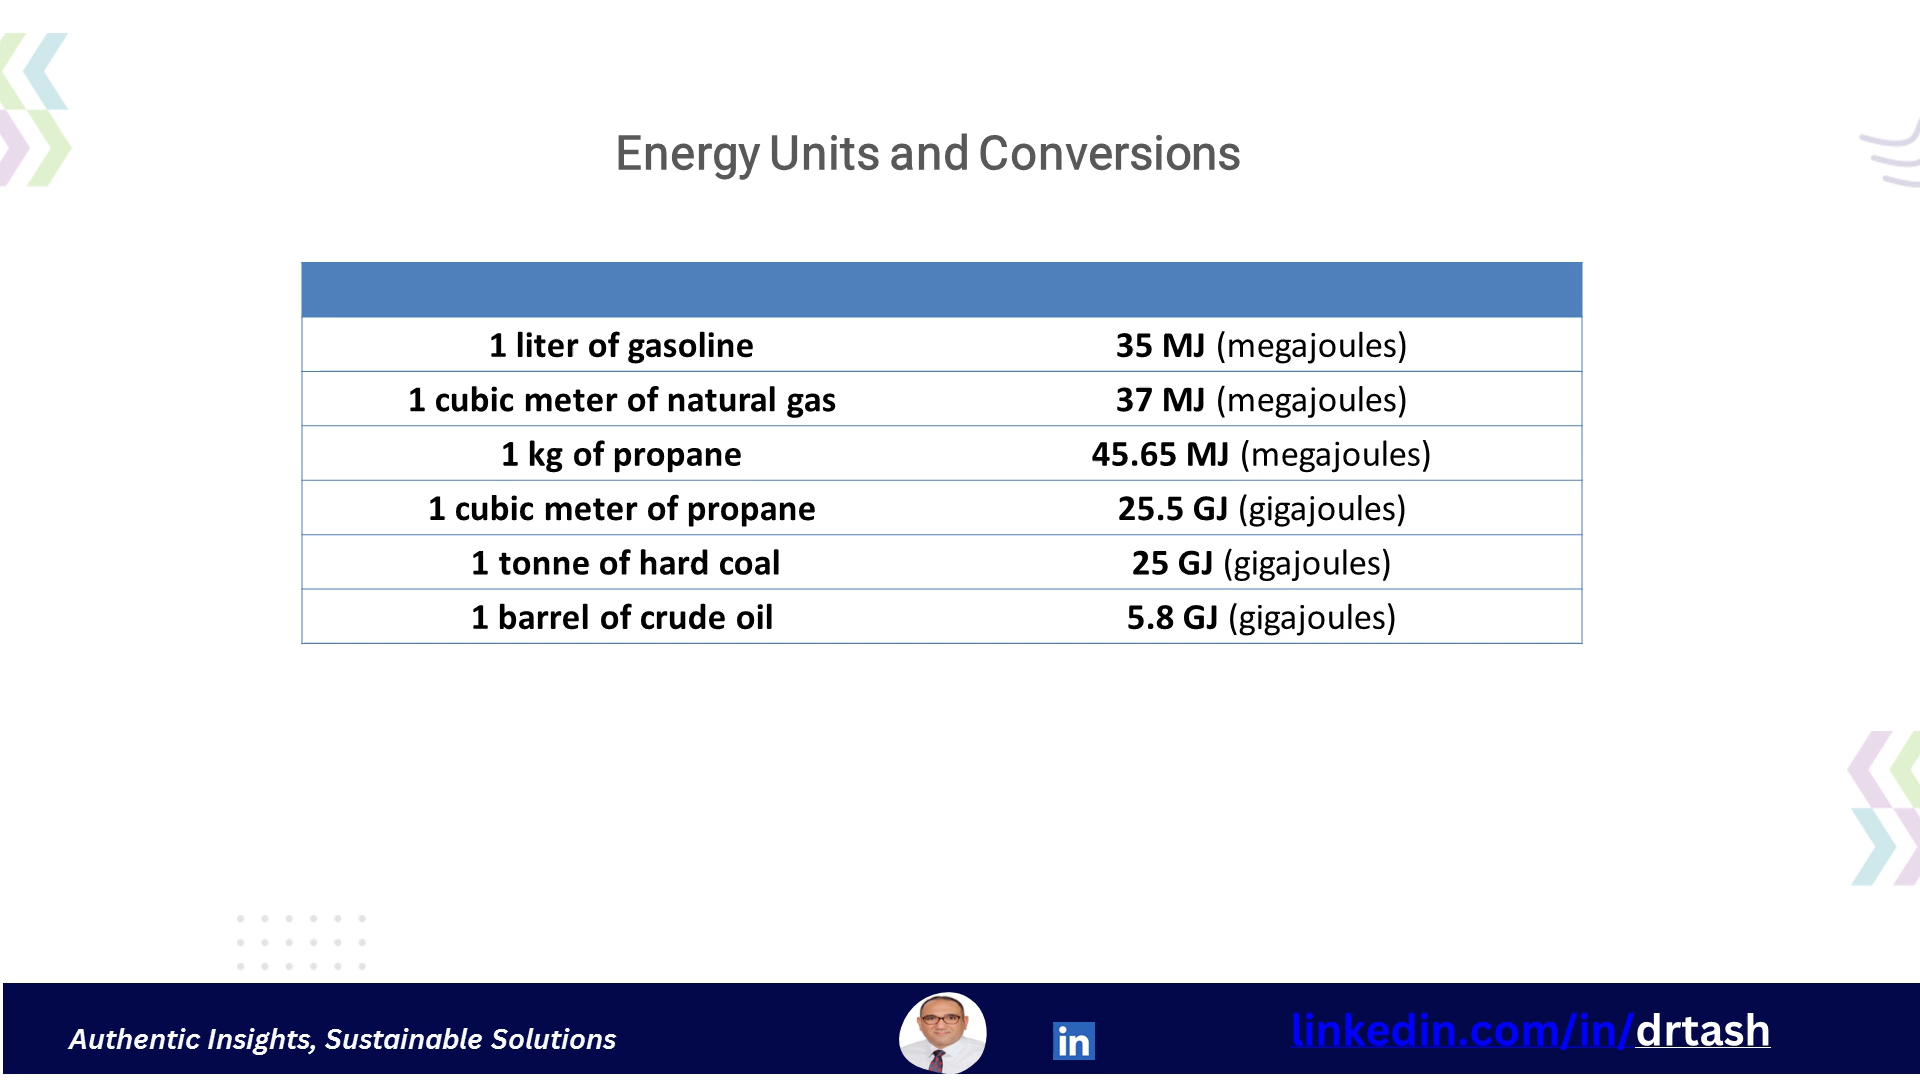 Energy Units and Conversions
1 liter of gasoline 35 MJ (megajoules)
1 cubic meter of natural gas 37 MJ (megajoules)
1 kg of propane 45.65 MJ (megajoules)
1 cubic meter of propane 25.5 GJ (gigajoules)
1 tonne of hard coal 25 GJ (gigajoules)
1 barrel of crude oil 5.8 GJ (gigajoules)
Authentic Insights, Sustainable Solutions
in
linkedin.com/in/drtash